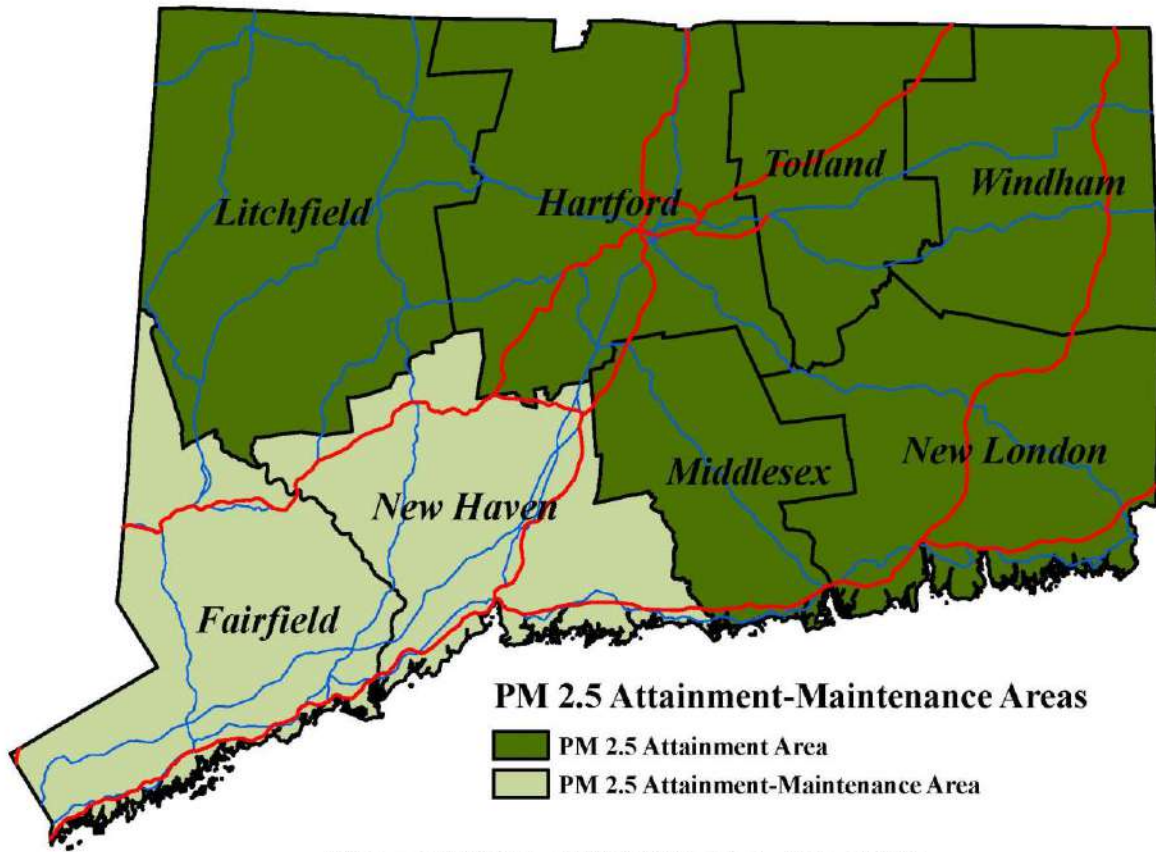 Tolland
Windham
Litchfield
Hartford
New London
Middlesex
New Haven
Fairfield
PM 2.5 Attainment-Maintenance Areas
PM 2.5 Attainment Area
PM 2.5 Attainment-Maintenance Area